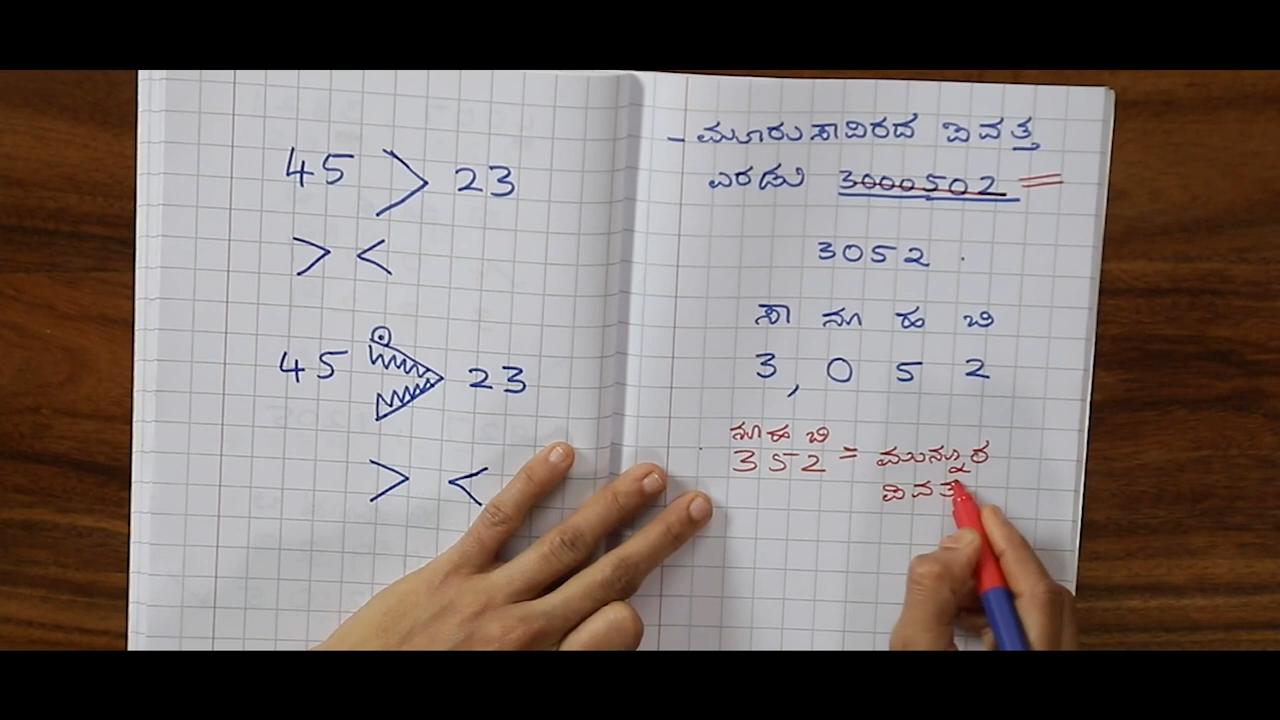 45 > 23
> <
45 23
> <
- ಮೂರು ಸಾವಿರದ ಐವತ್ತ
ಎರಡು 3000502
3052
ಸಾ ನೂ ಹ ಬಿ
3, 0 5 2
ನೂ ಹ ಬಿ
352 = ಮುನ್ನೂರ
ಐವತ